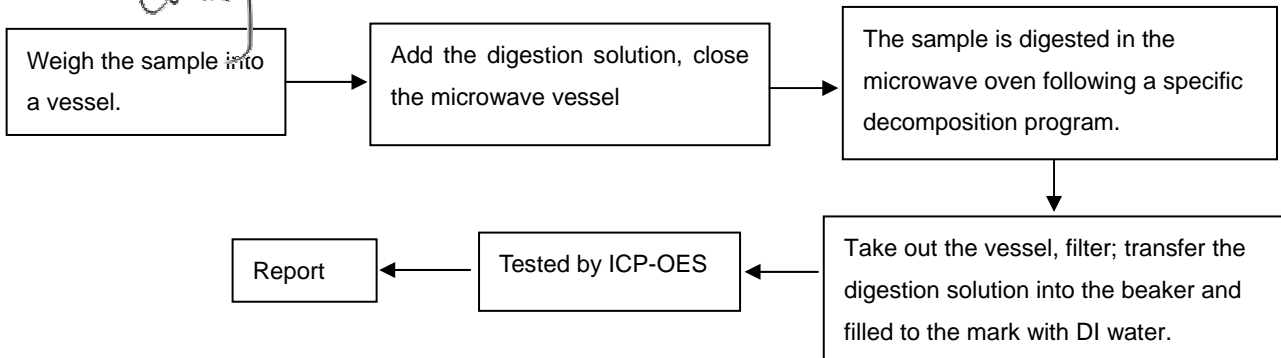 Weigh the sample into
a vessel.
Add the digestion solution, close
the microwave vessel
The sample is digested in the
microwave oven following a specific
decomposition program.
Take out the vessel, filter; transfer the
digestion solution into the beaker and
filled to the mark with DI water.
Tested by ICP-OES
Report